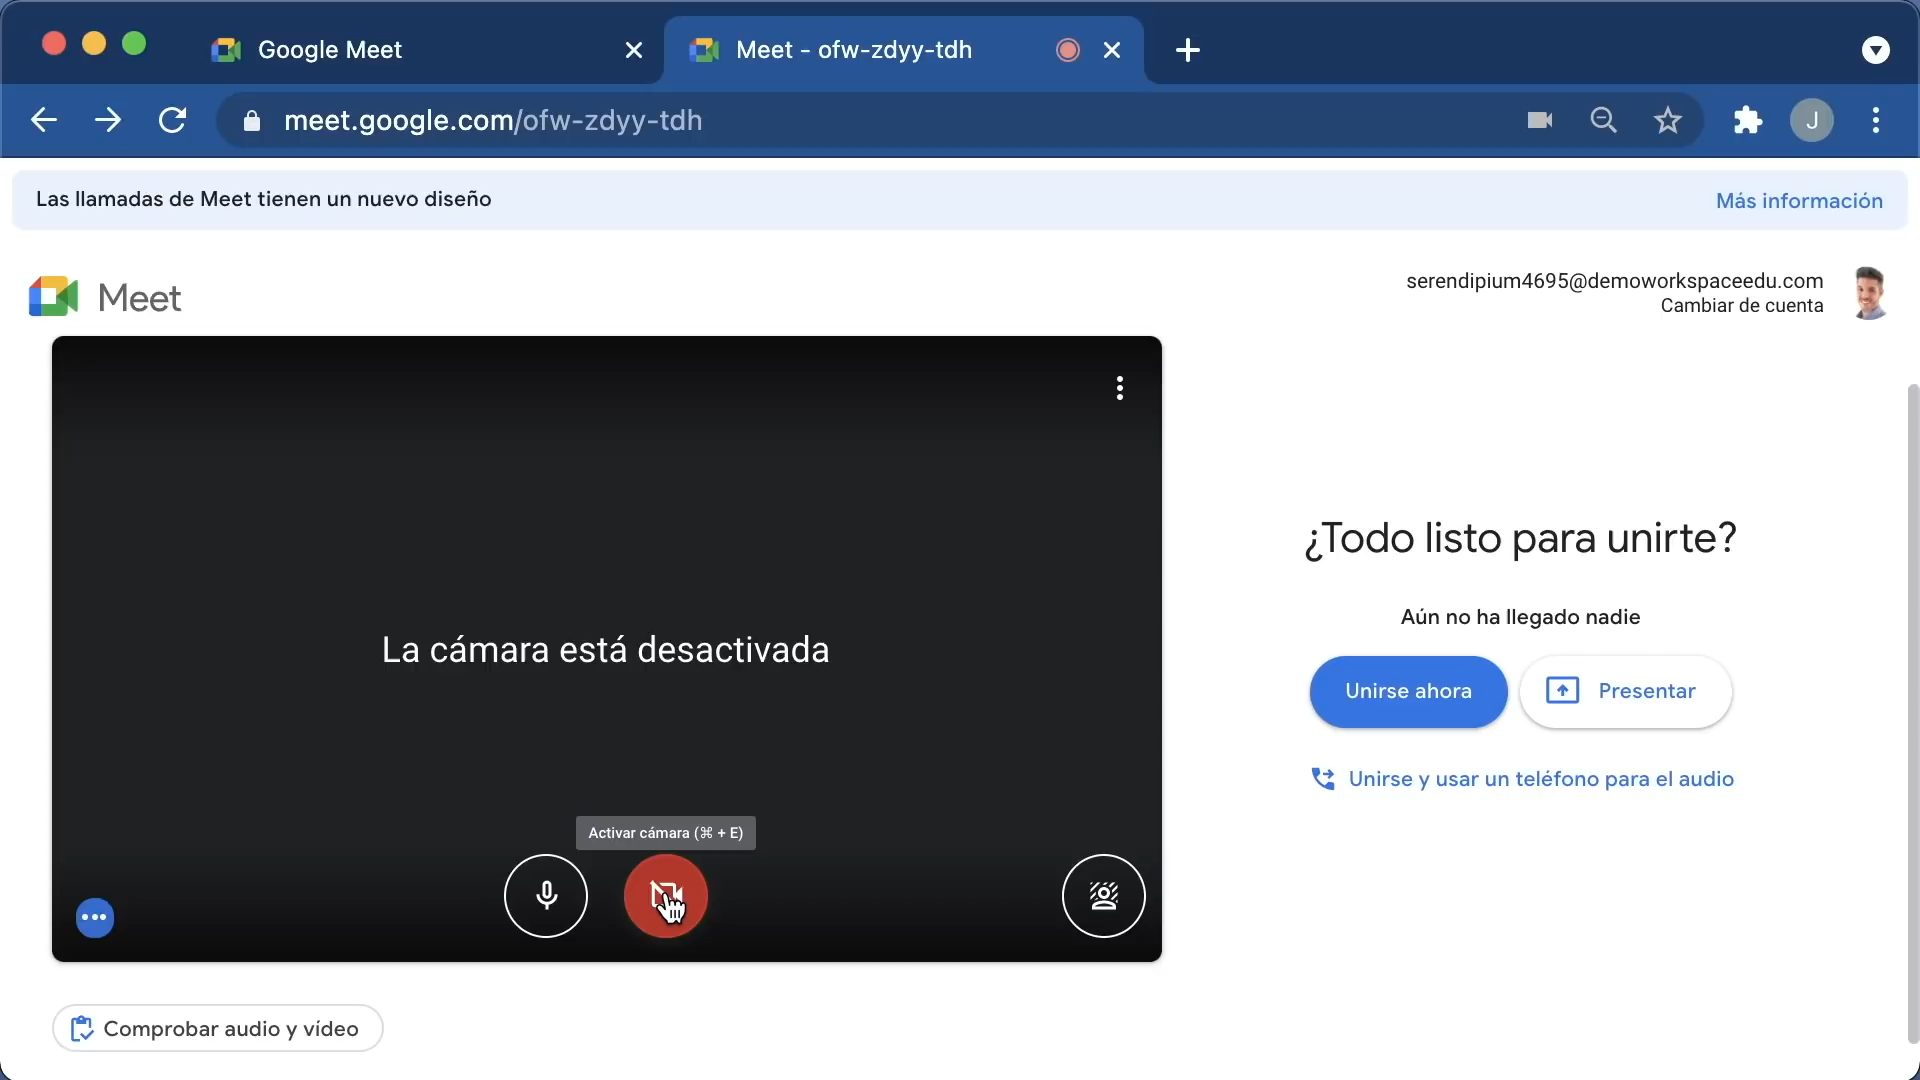 Google Meet
Meet - ofw-zdyy-tdh
meet.google.com/ofw-zdyy-tdh
J
Las llamadas de Meet tienen un nuevo diseño
Más información
Meet
serendipium4695@demoworkspaceedu.com
Cambiar de cuenta
La cámara está desactivada
Activar cámara (⌘ + E)
¿Todo listo para unirte?
Aún no ha llegado nadie
Unirse ahora
Presentar
Unirse y usar un teléfono para el audio
Comprobar audio y vídeo